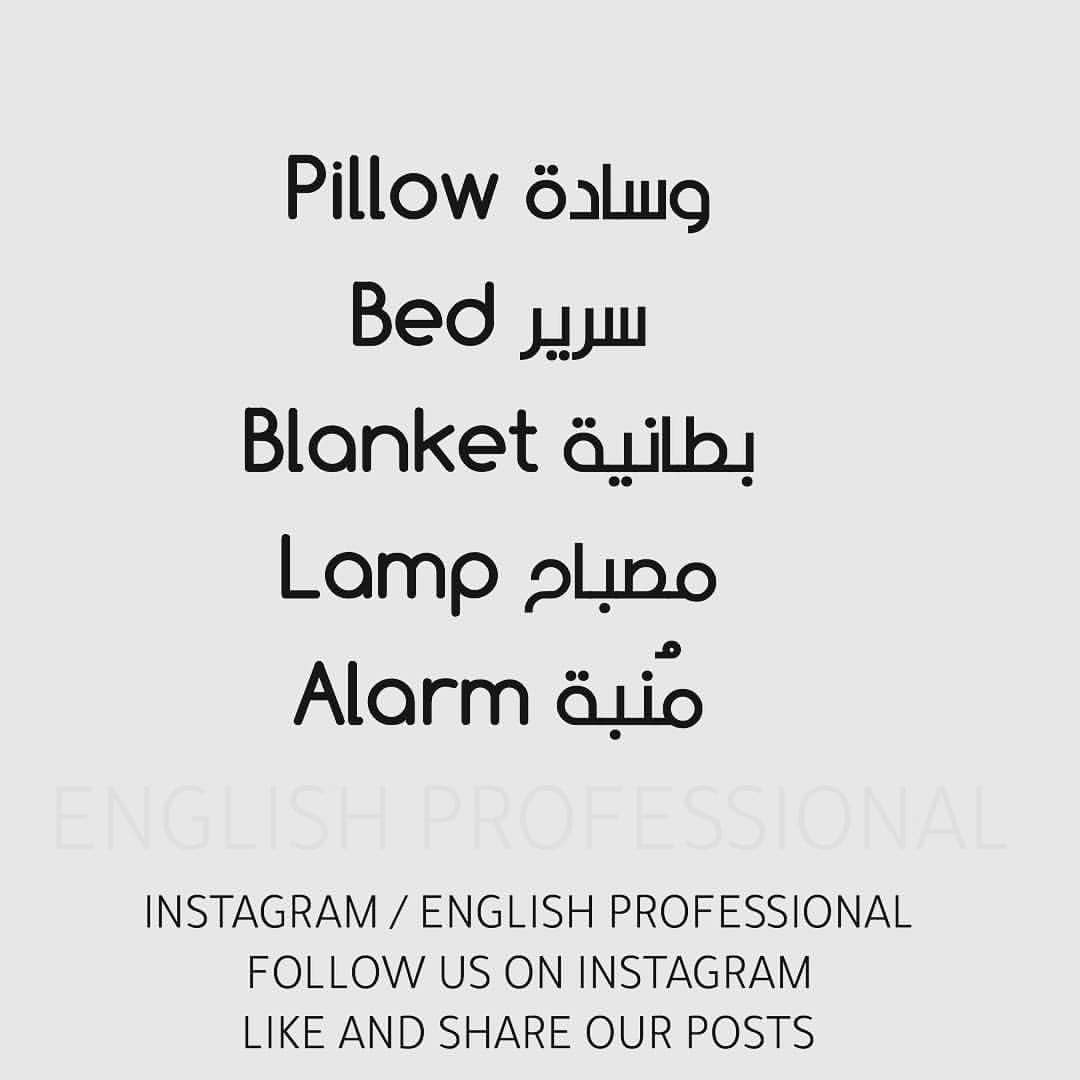 Pillow وسادة
Bed سرير
Blanket بطانية
Lamp مصباح
Alarm مُنبة
ENGLISH PROFESSIONAL
INSTAGRAM / ENGLISH PROFESSIONAL
FOLLOW US ON INSTAGRAM
LIKE AND SHARE OUR POSTS